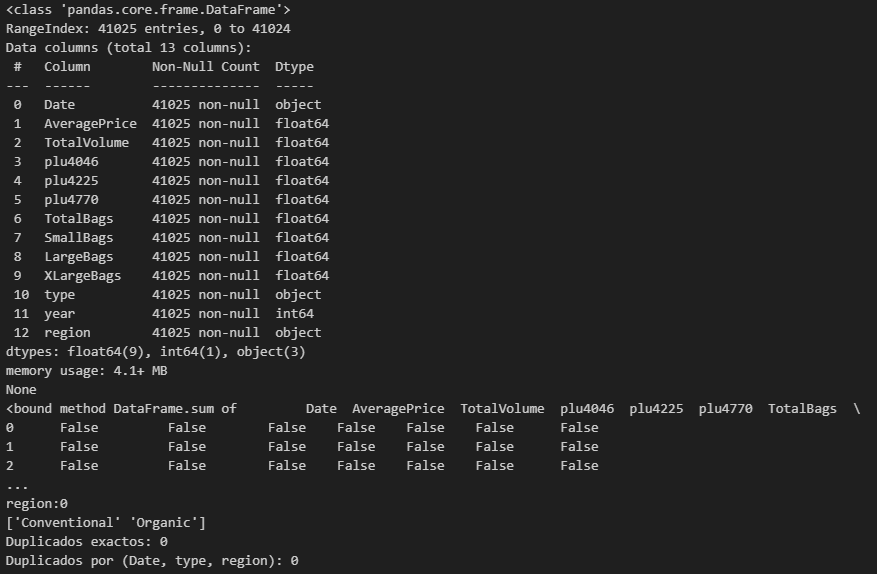 <class 'pandas.core.frame.DataFrame'>
RangeIndex: 41025 entries, 0 to 41024
Data columns (total 13 columns):
 #   Column        Non-Null Count  Dtype
---  ------        --------------  -----
 0   Date          41025 non-null  object
 1   AveragePrice  41025 non-null  float64
 2   TotalVolume   41025 non-null  float64
 3   plu4046       41025 non-null  float64
 4   plu4225       41025 non-null  float64
 5   plu4770       41025 non-null  float64
 6   TotalBags     41025 non-null  float64
 7   SmallBags     41025 non-null  float64
 8   LargeBags     41025 non-null  float64
 9   XLargeBags    41025 non-null  float64
 10  type          41025 non-null  object
 11  year          41025 non-null  int64
 12  region        41025 non-null  object
dtypes: float64(9), int64(1), object(3)
memory usage: 4.1+ MB
None
<bound method DataFrame.sum of         Date  AveragePrice  TotalVolume  plu4046  plu4225  plu4770  TotalBags  \
0      False         False        False    False    False    False      False
1      False         False        False    False    False    False      False
2      False         False        False    False    False    False      False
...
region:0
['Conventional' 'Organic']
Duplicados exactos: 0
Duplicados por (Date, type, region): 0